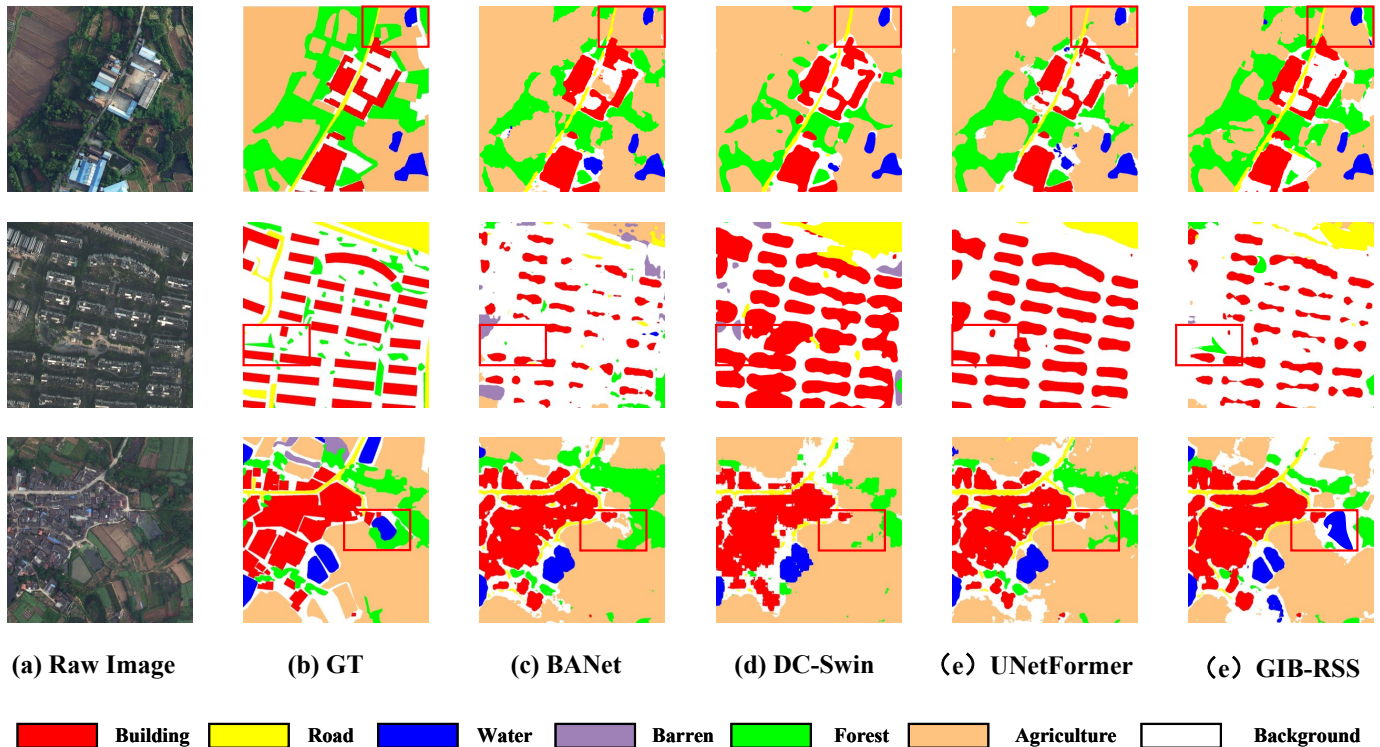 (a) Raw Image (b) GT (c) BANet (d) DC-Swin （e） UNetFormer （e） GIB-RSS
Building Road Water Barren Forest Agriculture Background